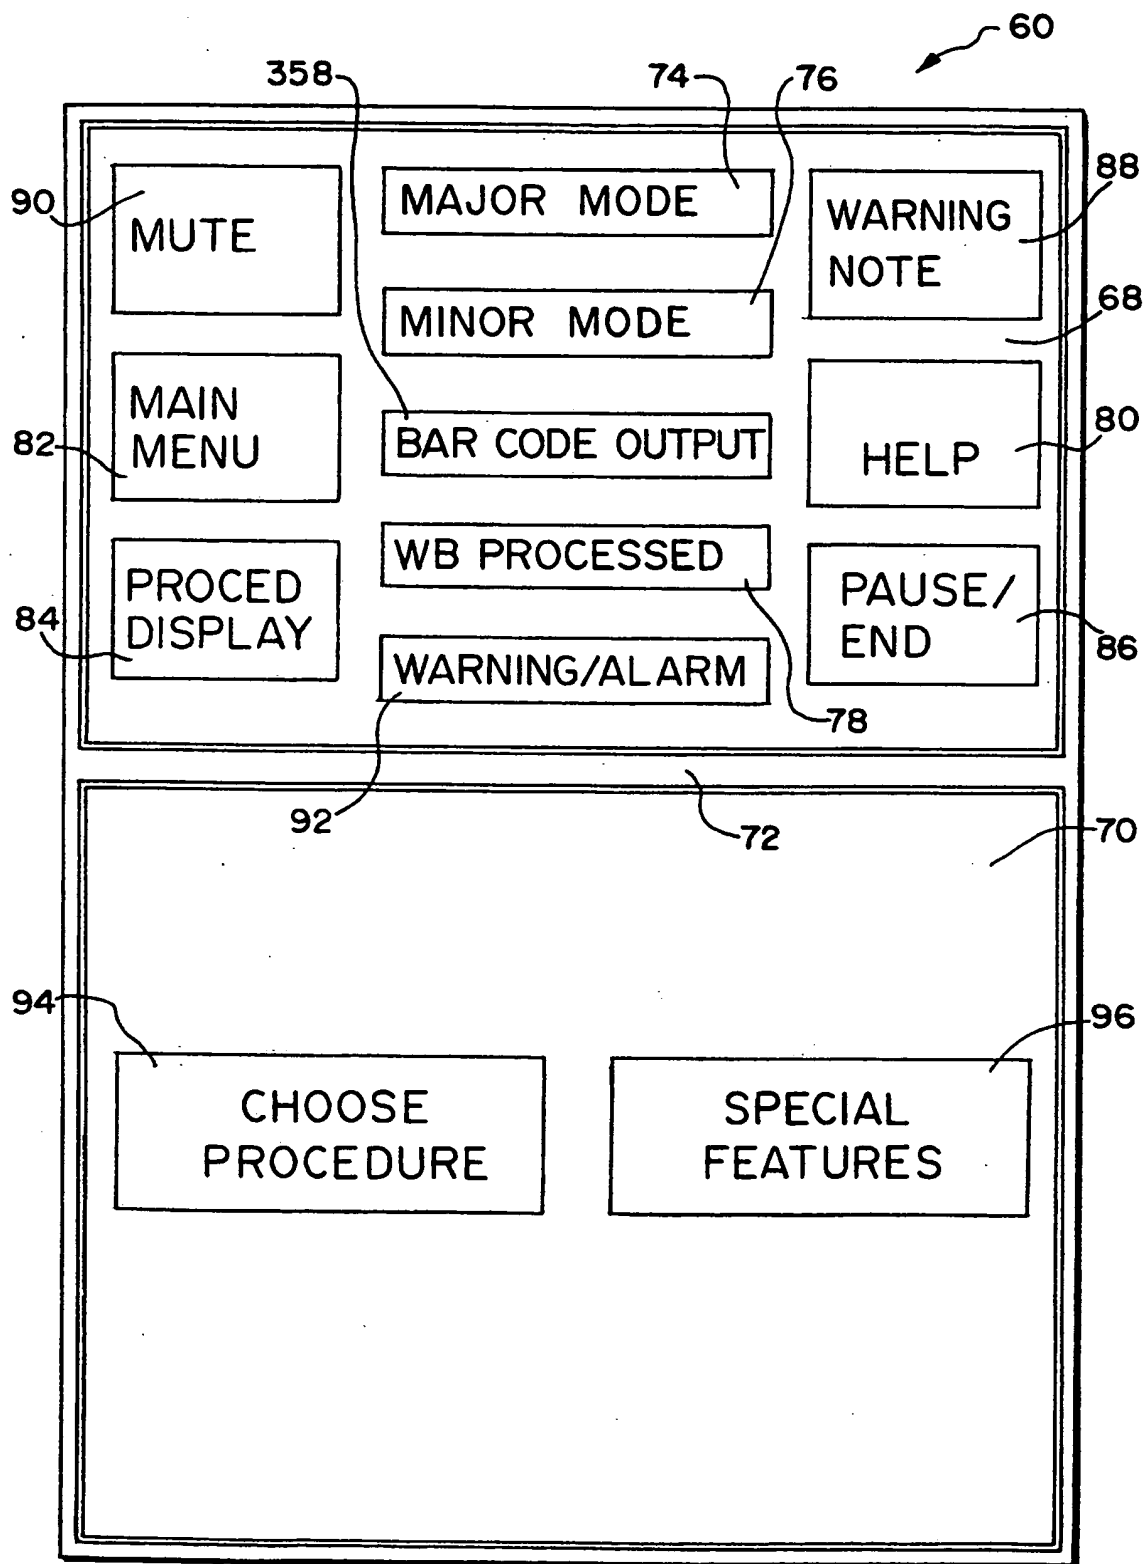 60
358
74
76
90
MUTE
MAJOR MODE
WARNING
NOTE
88
MINOR MODE
68
82
MAIN
MENU
BAR CODE OUTPUT
HELP
80
84
PROCED
DISPLAY
WB PROCESSED
PAUSE/
END
86
WARNING/ALARM
78
92
72
70
94
96
CHOOSE
PROCEDURE
SPECIAL
FEATURES